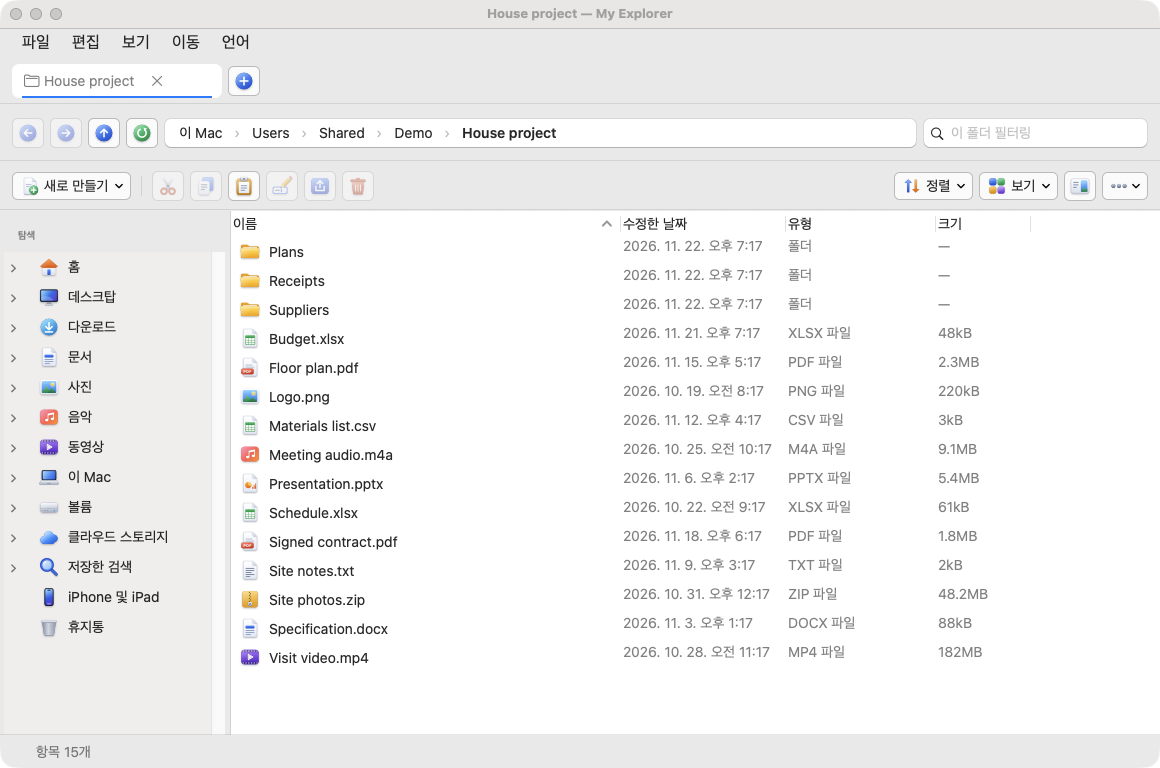 House project — My Explorer
파일 편집 보기 이동 언어
House project
이 Mac › Users › Shared › Demo › House project
이 폴더 필터링
새로 만들기 정렬 보기
탐색
홈
데스크탑
다운로드
문서
사진
음악
동영상
이 Mac
볼륨
클라우드 스토리지
저장한 검색
iPhone 및 iPad
휴지통
이름 수정한 날짜 유형 크기
Plans 2026. 11. 22. 오후 7:17 폴더 —
Receipts 2026. 11. 22. 오후 7:17 폴더 —
Suppliers 2026. 11. 22. 오후 7:17 폴더 —
Budget.xlsx 2026. 11. 21. 오후 7:17 XLSX 파일 48kB
Floor plan.pdf 2026. 11. 15. 오후 5:17 PDF 파일 2.3MB
Logo.png 2026. 10. 19. 오전 8:17 PNG 파일 220kB
Materials list.csv 2026. 11. 12. 오후 4:17 CSV 파일 3kB
Meeting audio.m4a 2026. 10. 25. 오전 10:17 M4A 파일 9.1MB
Presentation.pptx 2026. 11. 6. 오후 2:17 PPTX 파일 5.4MB
Schedule.xlsx 2026. 10. 22. 오전 9:17 XLSX 파일 61kB
Signed contract.pdf 2026. 11. 18. 오후 6:17 PDF 파일 1.8MB
Site notes.txt 2026. 11. 9. 오후 3:17 TXT 파일 2kB
Site photos.zip 2026. 10. 31. 오후 12:17 ZIP 파일 48.2MB
Specification.docx 2026. 11. 3. 오후 1:17 DOCX 파일 88kB
Visit video.mp4 2026. 10. 28. 오전 11:17 MP4 파일 182MB
항목 15개